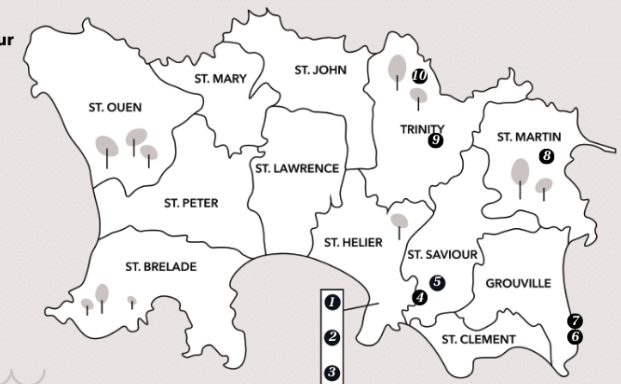 ur
ST. JOHN
ST. MARY
10
ST. OUEN
TRINITY
9
ST. MARTIN
8
ST. LAWRENCE
ST. PETER
ST. HELIER
ST. SAVIOUR
ST. BRELADE
5
GROUVILLE
4
1
7
2
6
ST. CLEMENT
3